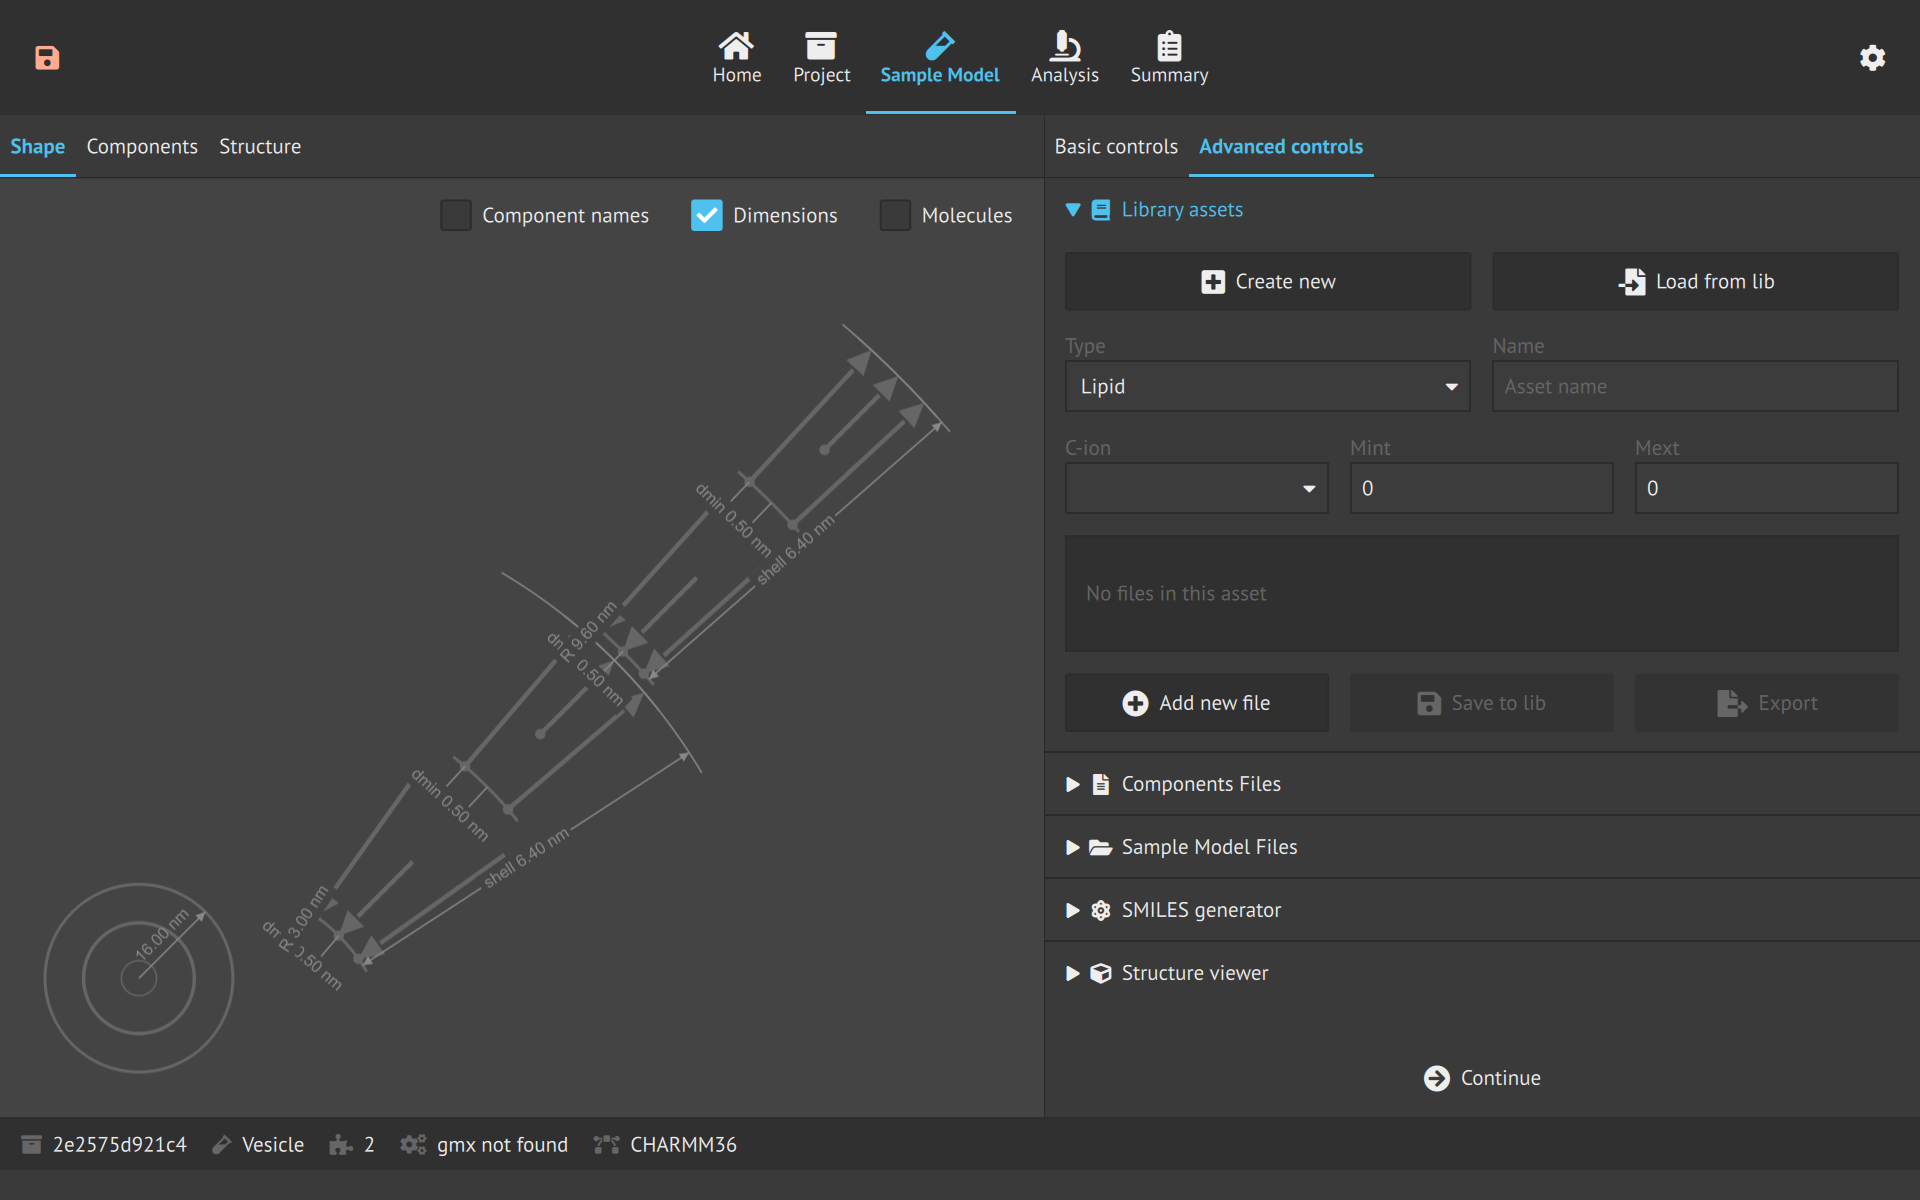 Home
Project
Sample Model
Analysis
Summary
Shape
Components
Structure
Basic controls
Advanced controls
Component names
Dimensions
Molecules
Library assets
Create new
Load from lib
Type
Name
Lipid
Asset name
C-ion
Mint
Mext
0
0
No files in this asset
Add new file
Save to lib
Export
Components Files
Sample Model Files
SMILES generator
Structure viewer
Continue
dmin 0.50 nm
shell 6.40 nm
R 9.60 nm
0.50 nm
dmin 0.50 nm
shell 6.40 nm
R 3.00 nm
.50 nm
16.00 nm
2e2575d921c4
Vesicle
2
gmx not found
CHARMM36